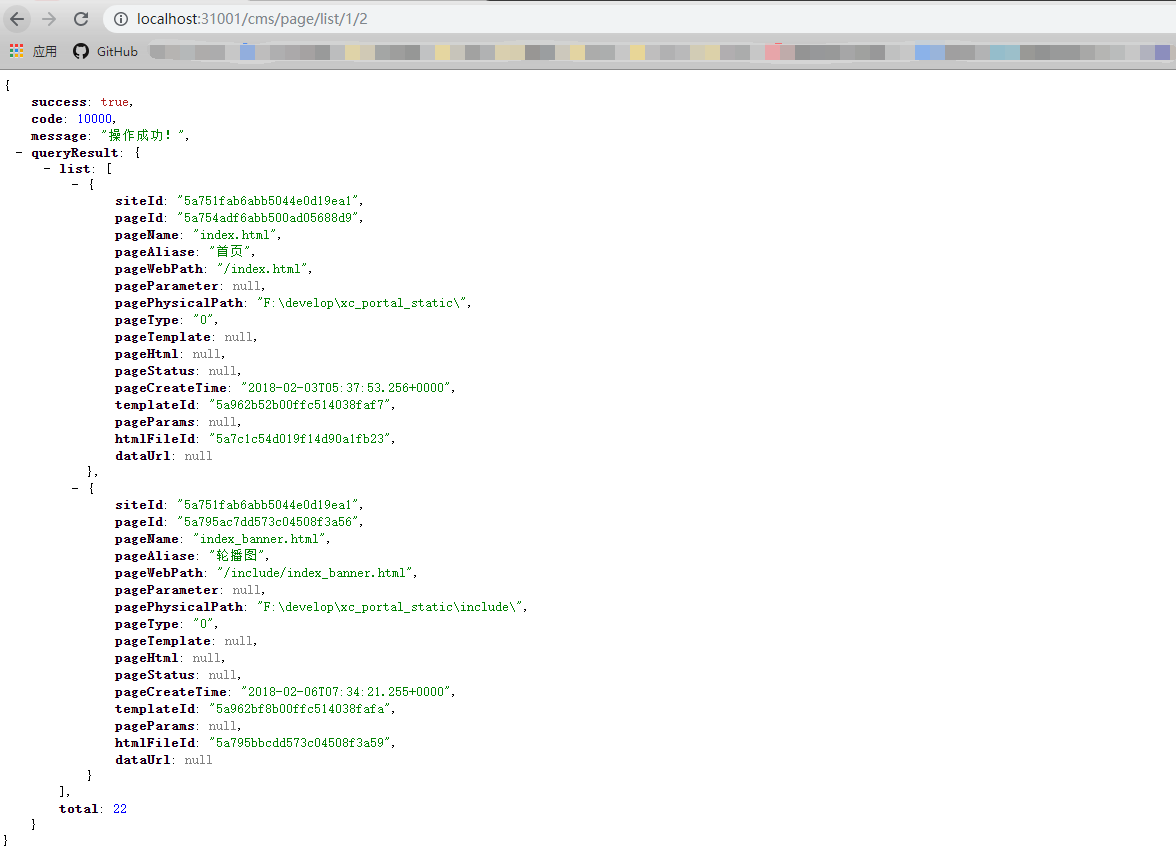 localhost:31001/cms/page/list/1/2
应用 GitHub
{
success: true,
code: 10000,
message: "操作成功！",
- queryResult: {
- list: [
- {
siteId: "5a751fab6abb5044e0d19ea1",
pageId: "5a754adf6abb500ad05688d9",
pageName: "index.html",
pageAliase: "首页",
pageWebPath: "/index.html",
pageParameter: null,
pagePhysicalPath: "F:\develop\xc_portal_static\",
pageType: "0",
pageTemplate: null,
pageHtml: null,
pageStatus: null,
pageCreateTime: "2018-02-03T05:37:53.256+0000",
templateId: "5a962b52b00ffc514038faf7",
pageParams: null,
htmlFileId: "5a7c1c54d019f14d90a1fb23",
dataUrl: null
},
- {
siteId: "5a751fab6abb5044e0d19ea1",
pageId: "5a795ac7dd573c04508f3a56",
pageName: "index_banner.html",
pageAliase: "轮播图",
pageWebPath: "/include/index_banner.html",
pageParameter: null,
pagePhysicalPath: "F:\develop\xc_portal_static\include\",
pageType: "0",
pageTemplate: null,
pageHtml: null,
pageStatus: null,
pageCreateTime: "2018-02-06T07:34:21.255+0000",
templateId: "5a962bf8b00ffc514038fafa",
pageParams: null,
htmlFileId: "5a795bbcdd573c04508f3a59",
dataUrl: null
}
],
total: 22
}
}